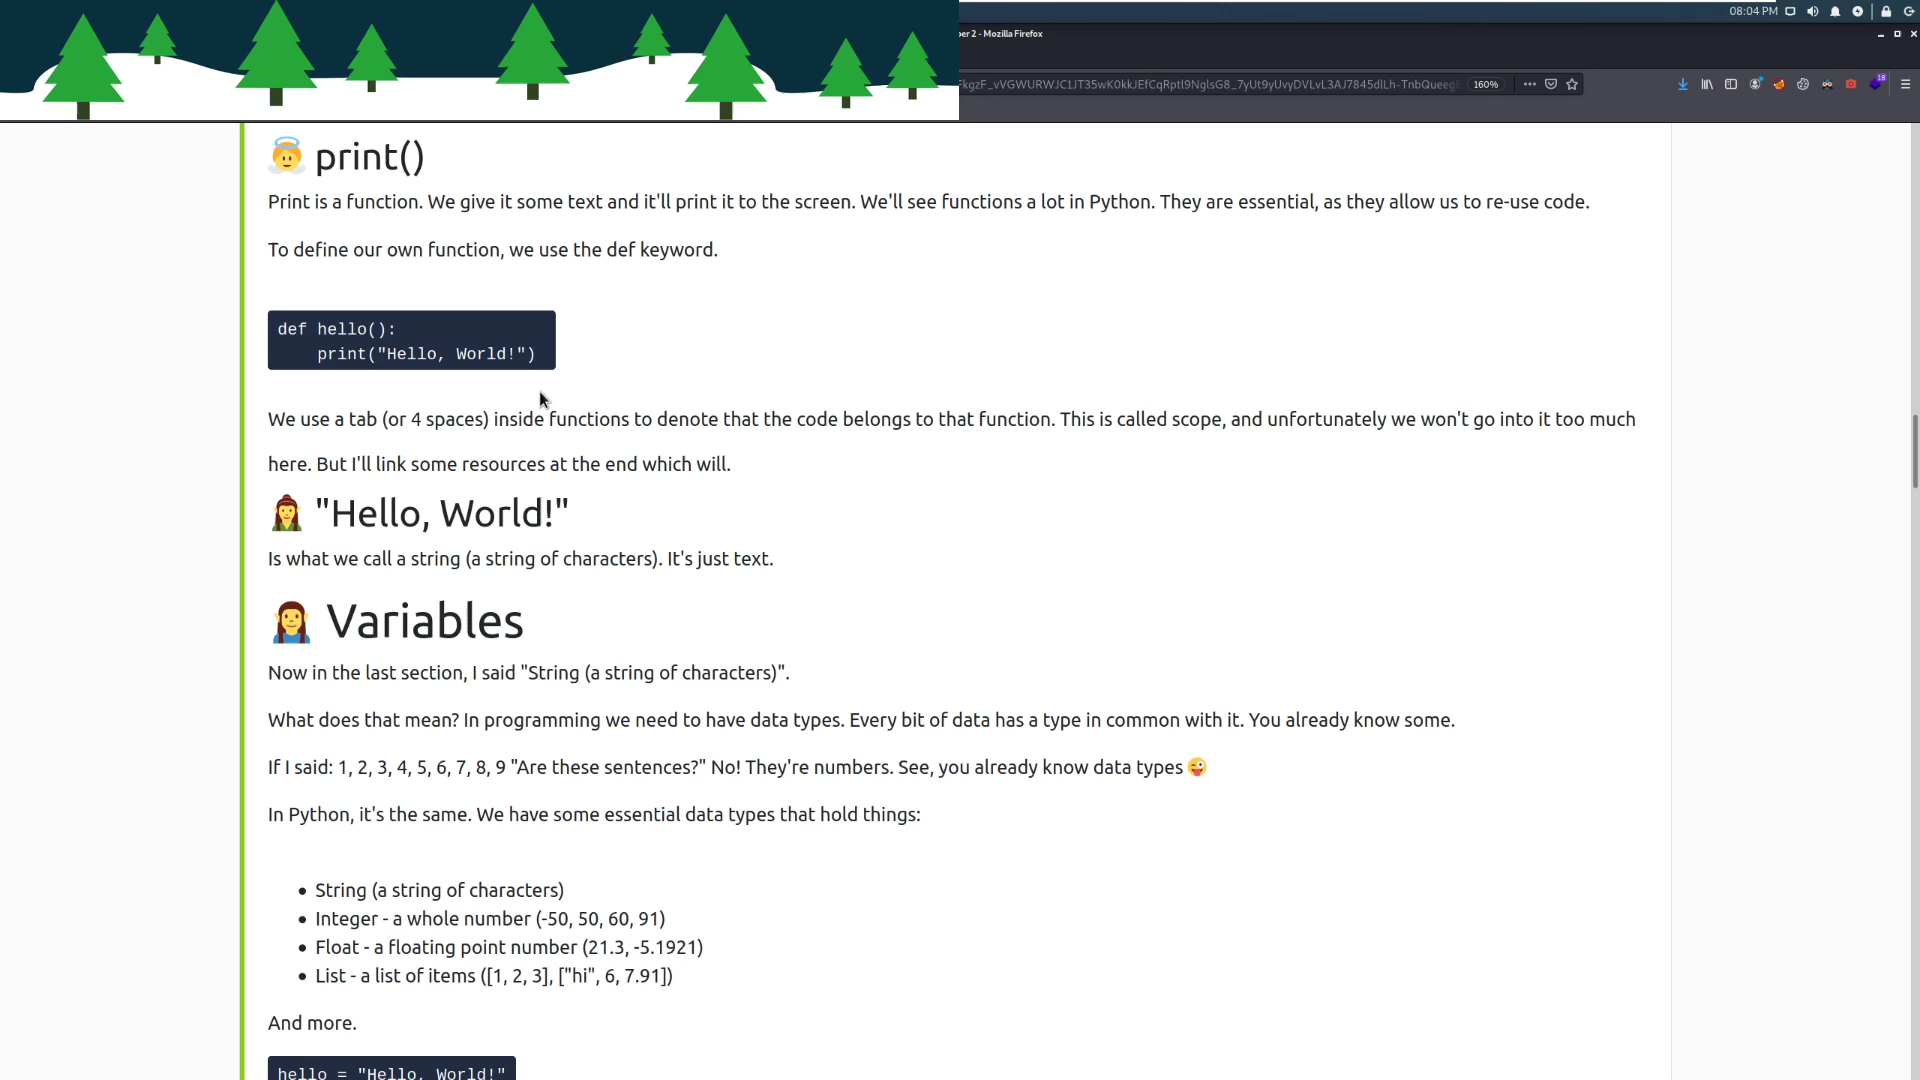 08:04 PM
per 2 - Mozilla Firefox
160%
18
print()
Print is a function. We give it some text and it'll print it to the screen. We'll see functions a lot in Python. They are essential, as they allow us to re-use code.
To define our own function, we use the def keyword.
def hello():
    print("Hello, World!")
We use a tab (or 4 spaces) inside functions to denote that the code belongs to that function. This is called scope, and unfortunately we won't go into it too much
here. But I'll link some resources at the end which will.
"Hello, World!"
Is what we call a string (a string of characters). It's just text.
Variables
Now in the last section, I said "String (a string of characters)".
What does that mean? In programming we need to have data types. Every bit of data has a type in common with it. You already know some.
If I said: 1, 2, 3, 4, 5, 6, 7, 8, 9 "Are these sentences?" No! They're numbers. See, you already know data types 😜
In Python, it's the same. We have some essential data types that hold things:
• String (a string of characters)
• Integer - a whole number (-50, 50, 60, 91)
• Float - a floating point number (21.3, -5.1921)
• List - a list of items ([1, 2, 3], ["hi", 6, 7.91])
And more.
hello = "Hello, World!"